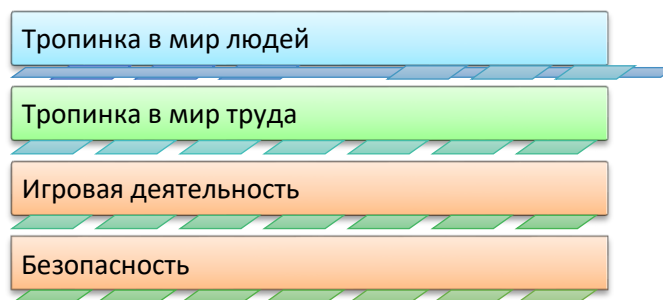 Тропинка в мир людей
Тропинка в мир труда
Игровая деятельность
Безопасность